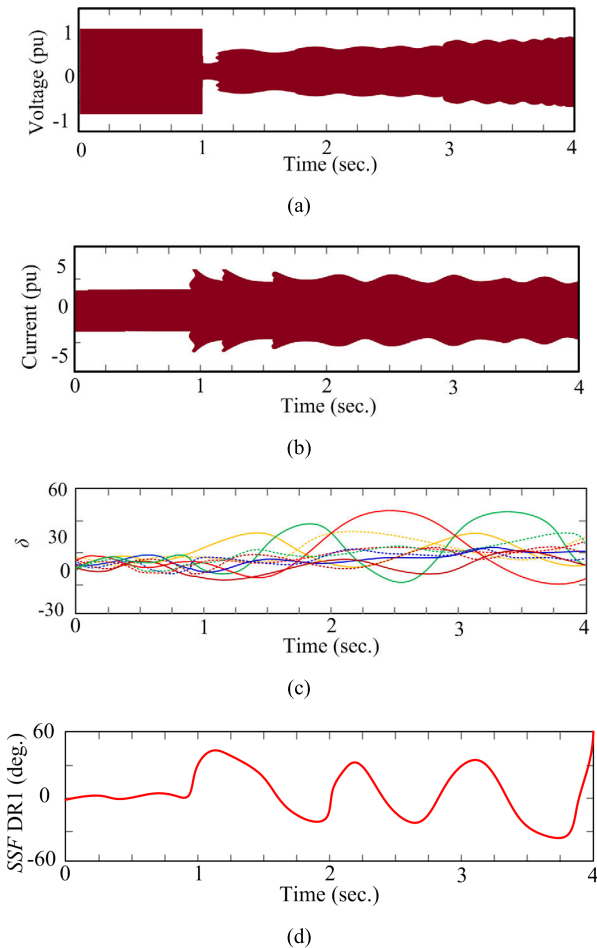 1
Voltage (pu)
0
-1
0 1 2 3 4
Time (sec.)
(a)
5
Current (pu)
0
-5
0 1 2 3 4
Time (sec.)
(b)
60
30
δ
0
-30
0 1 2 3 4
Time (sec.)
(c)
60
SSF DR1 (deg.)
0
-60
0 1 2 3 4
Time (sec.)
(d)